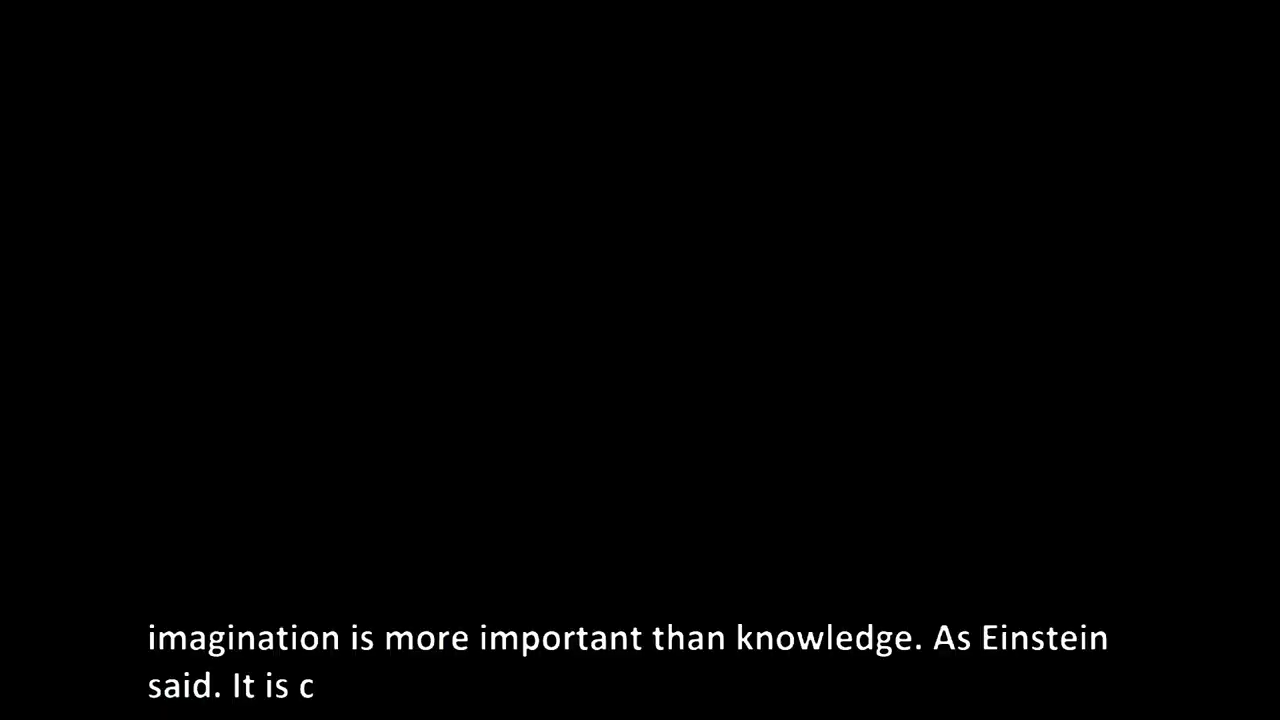 imagination is more important than knowledge. As Einstein
said. It is c